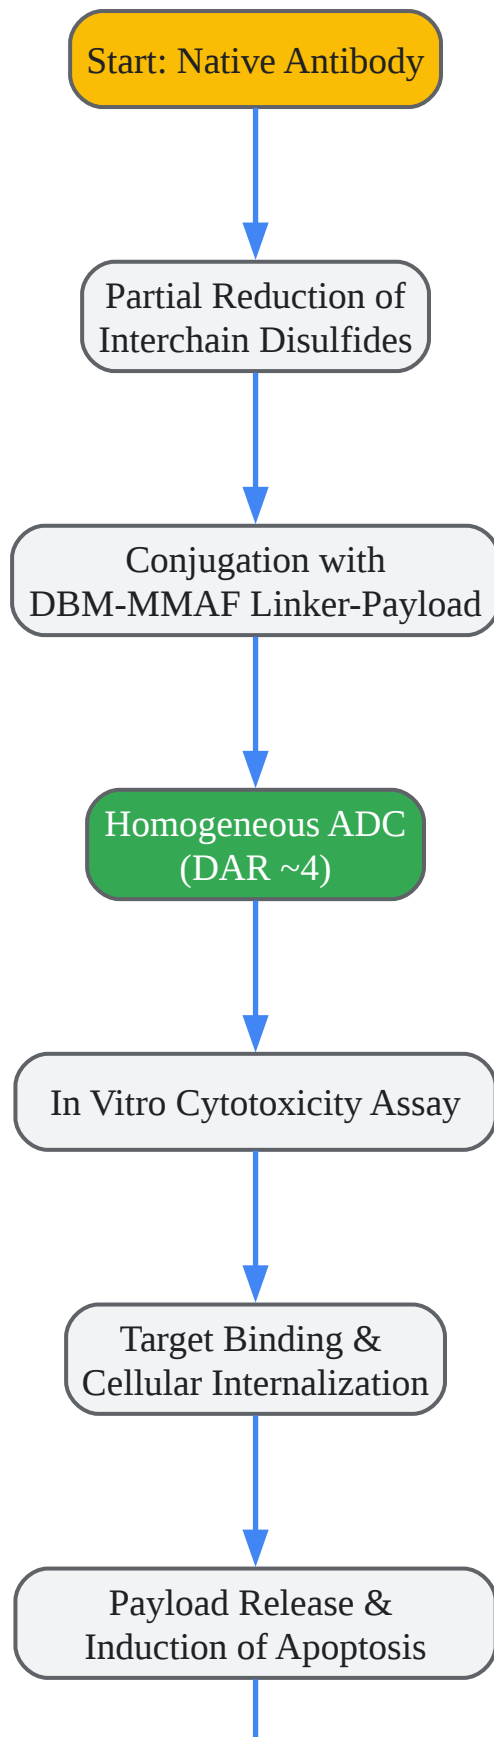 Start: Native Antibody
Partial Reduction of
Interchain Disulfides
Conjugation with
DBM-MMAF Linker-Payload
Homogeneous ADC
(DAR ~4)
In Vitro Cytotoxicity Assay
Target Binding &
Cellular Internalization
Payload Release &
Induction of Apoptosis